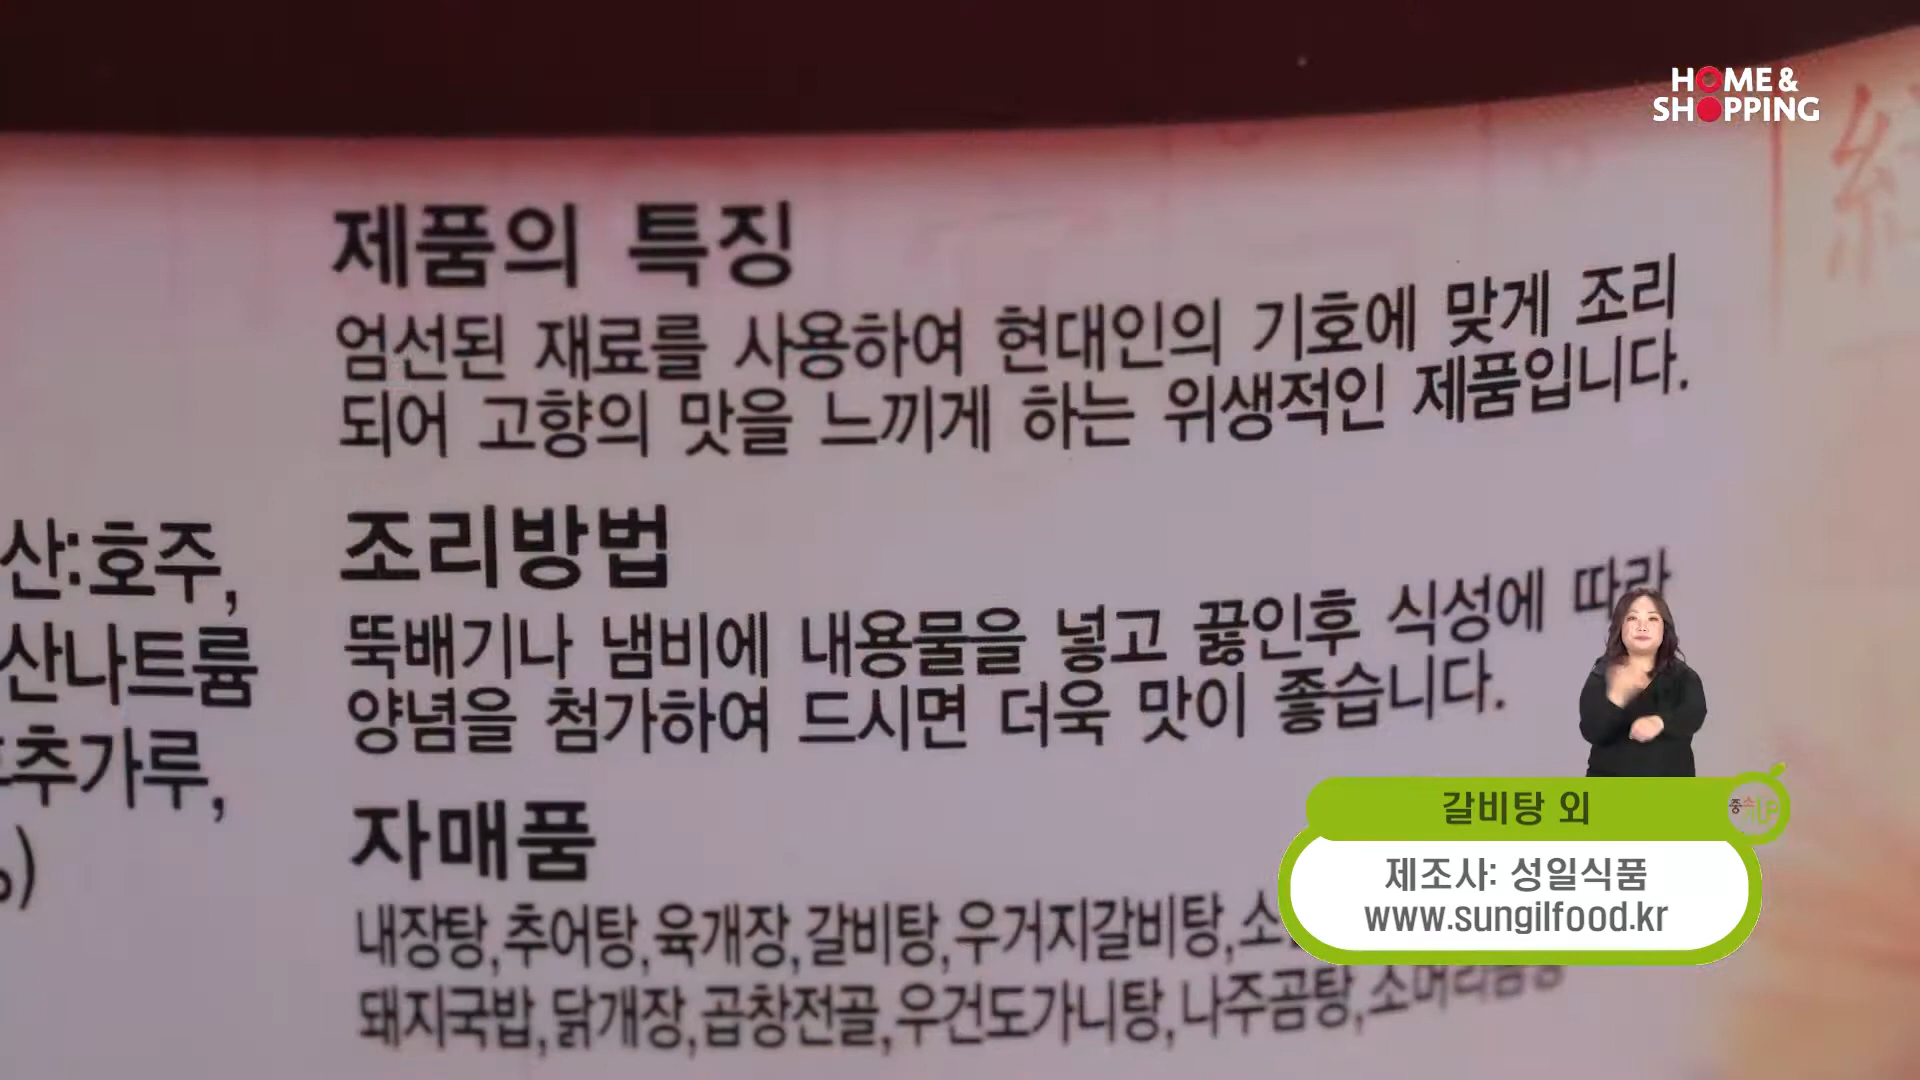 HOME &
SHOPPING
제품의 특징
엄선된 재료를 사용하여 현대인의 기호에 맞게 조리
되어 고향의 맛을 느끼게 하는 위생적인 제품입니다.
산:호주,
산나트륨
추가루,
)
조리방법
뚝배기나 냄비에 내용물을 넣고 끓인후 식성에 따라
양념을 첨가하여 드시면 더욱 맛이 좋습니다.
자매품
내장탕,추어탕,육개장,갈비탕,우거지갈비탕,소
돼지국밥,닭개장,곱창전골,우건도가니탕,나주곰탕,소머리곰탕
갈비탕 외
제조사: 성일식품
www.sungilfood.kr